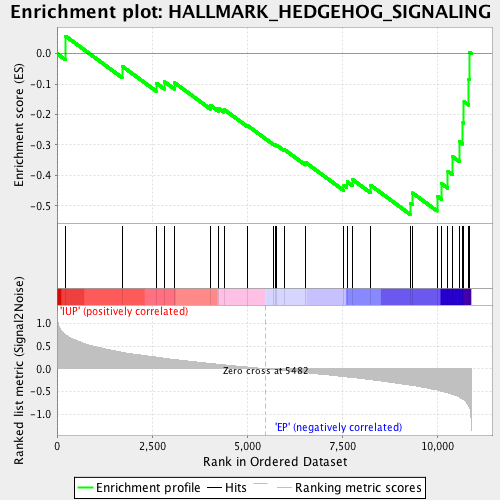 Enrichment plot: HALLMARK_HEDGEHOG_SIGNALING
Enrichment score (ES)
0.0
-0.1
-0.2
-0.3
-0.4
-0.5
Ranked list metric (Signal2Noise)
'IUP' (positively correlated)
1.0
0.5
0.0
-0.5
-1.0
Zero cross at 5482
'EP' (negatively correlated)
0
2,500
5,000
7,500
10,000
Rank in Ordered Dataset
Enrichment profile
Hits
Ranking metric scores